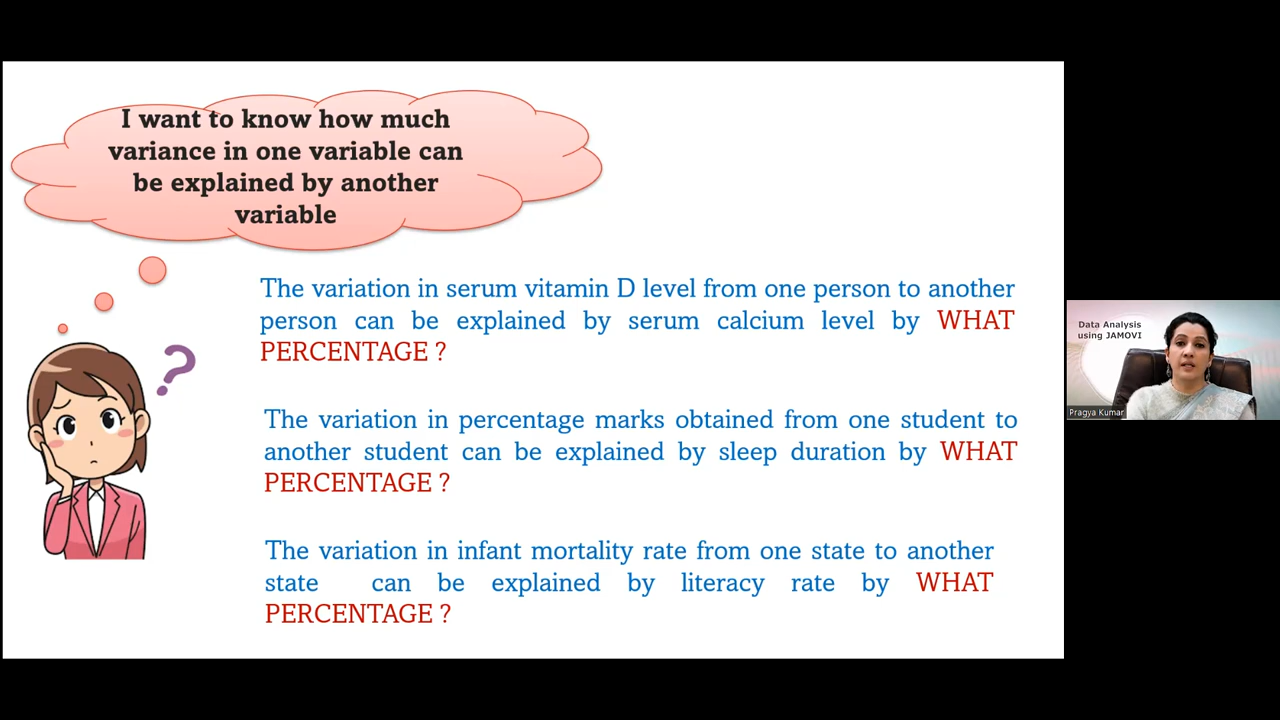 I want to know how much
variance in one variable can
be explained by another
variable
The variation in serum vitamin D level from one person to another
person can be explained by serum calcium level by WHAT
PERCENTAGE ?
The variation in percentage marks obtained from one student to
another student can be explained by sleep duration by WHAT
PERCENTAGE ?
The variation in infant mortality rate from one state to another
state can be explained by literacy rate by WHAT
PERCENTAGE ?
?
Data Analysis
using JAMOVI
Pragya Kumar